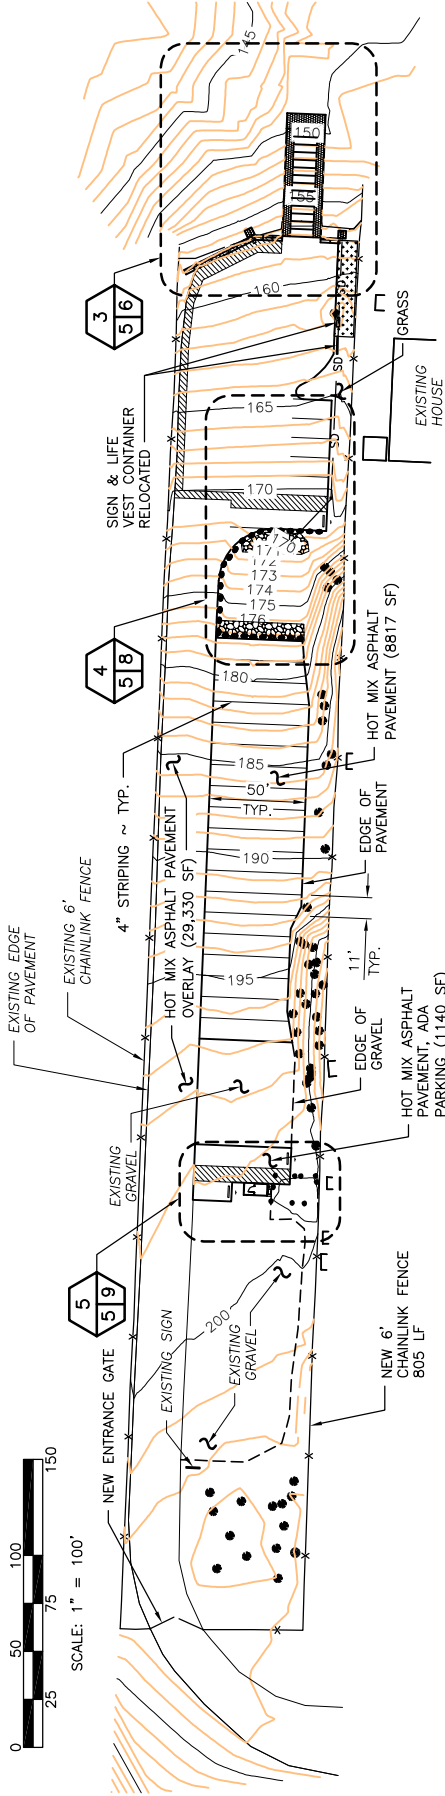 0
50
100
25
75
150
SCALE: 1" = 100'
NEW ENTRANCE GATE
EXISTING SIGN
EXISTING
GRAVEL
200
NEW 6'
CHAINLINK FENCE
805 LF
5
5
9
EXISTING
GRAVEL
EXISTING EDGE
OF PAVEMENT
EXISTING 6'
CHAINLINK FENCE
HOT MIX ASPHALT PAVEMENT
OVERLAY (29,330 SF)
4" STRIPING ~ TYP.
HOT MIX ASPHALT
PAVEMENT, ADA
PARKING (1140 SF)
EDGE OF
GRAVEL
11'
TYP.
EDGE OF
PAVEMENT
HOT MIX ASPHALT
PAVEMENT (8817 SF)
195
190
50'
TYP.
185
180
4
5
8
176
175
174
173
172
171
170
170
165
SIGN & LIFE
VEST CONTAINER
RELOCATED
3
5
6
160
155
150
145
SD
SD
GRASS
EXISTING
HOUSE